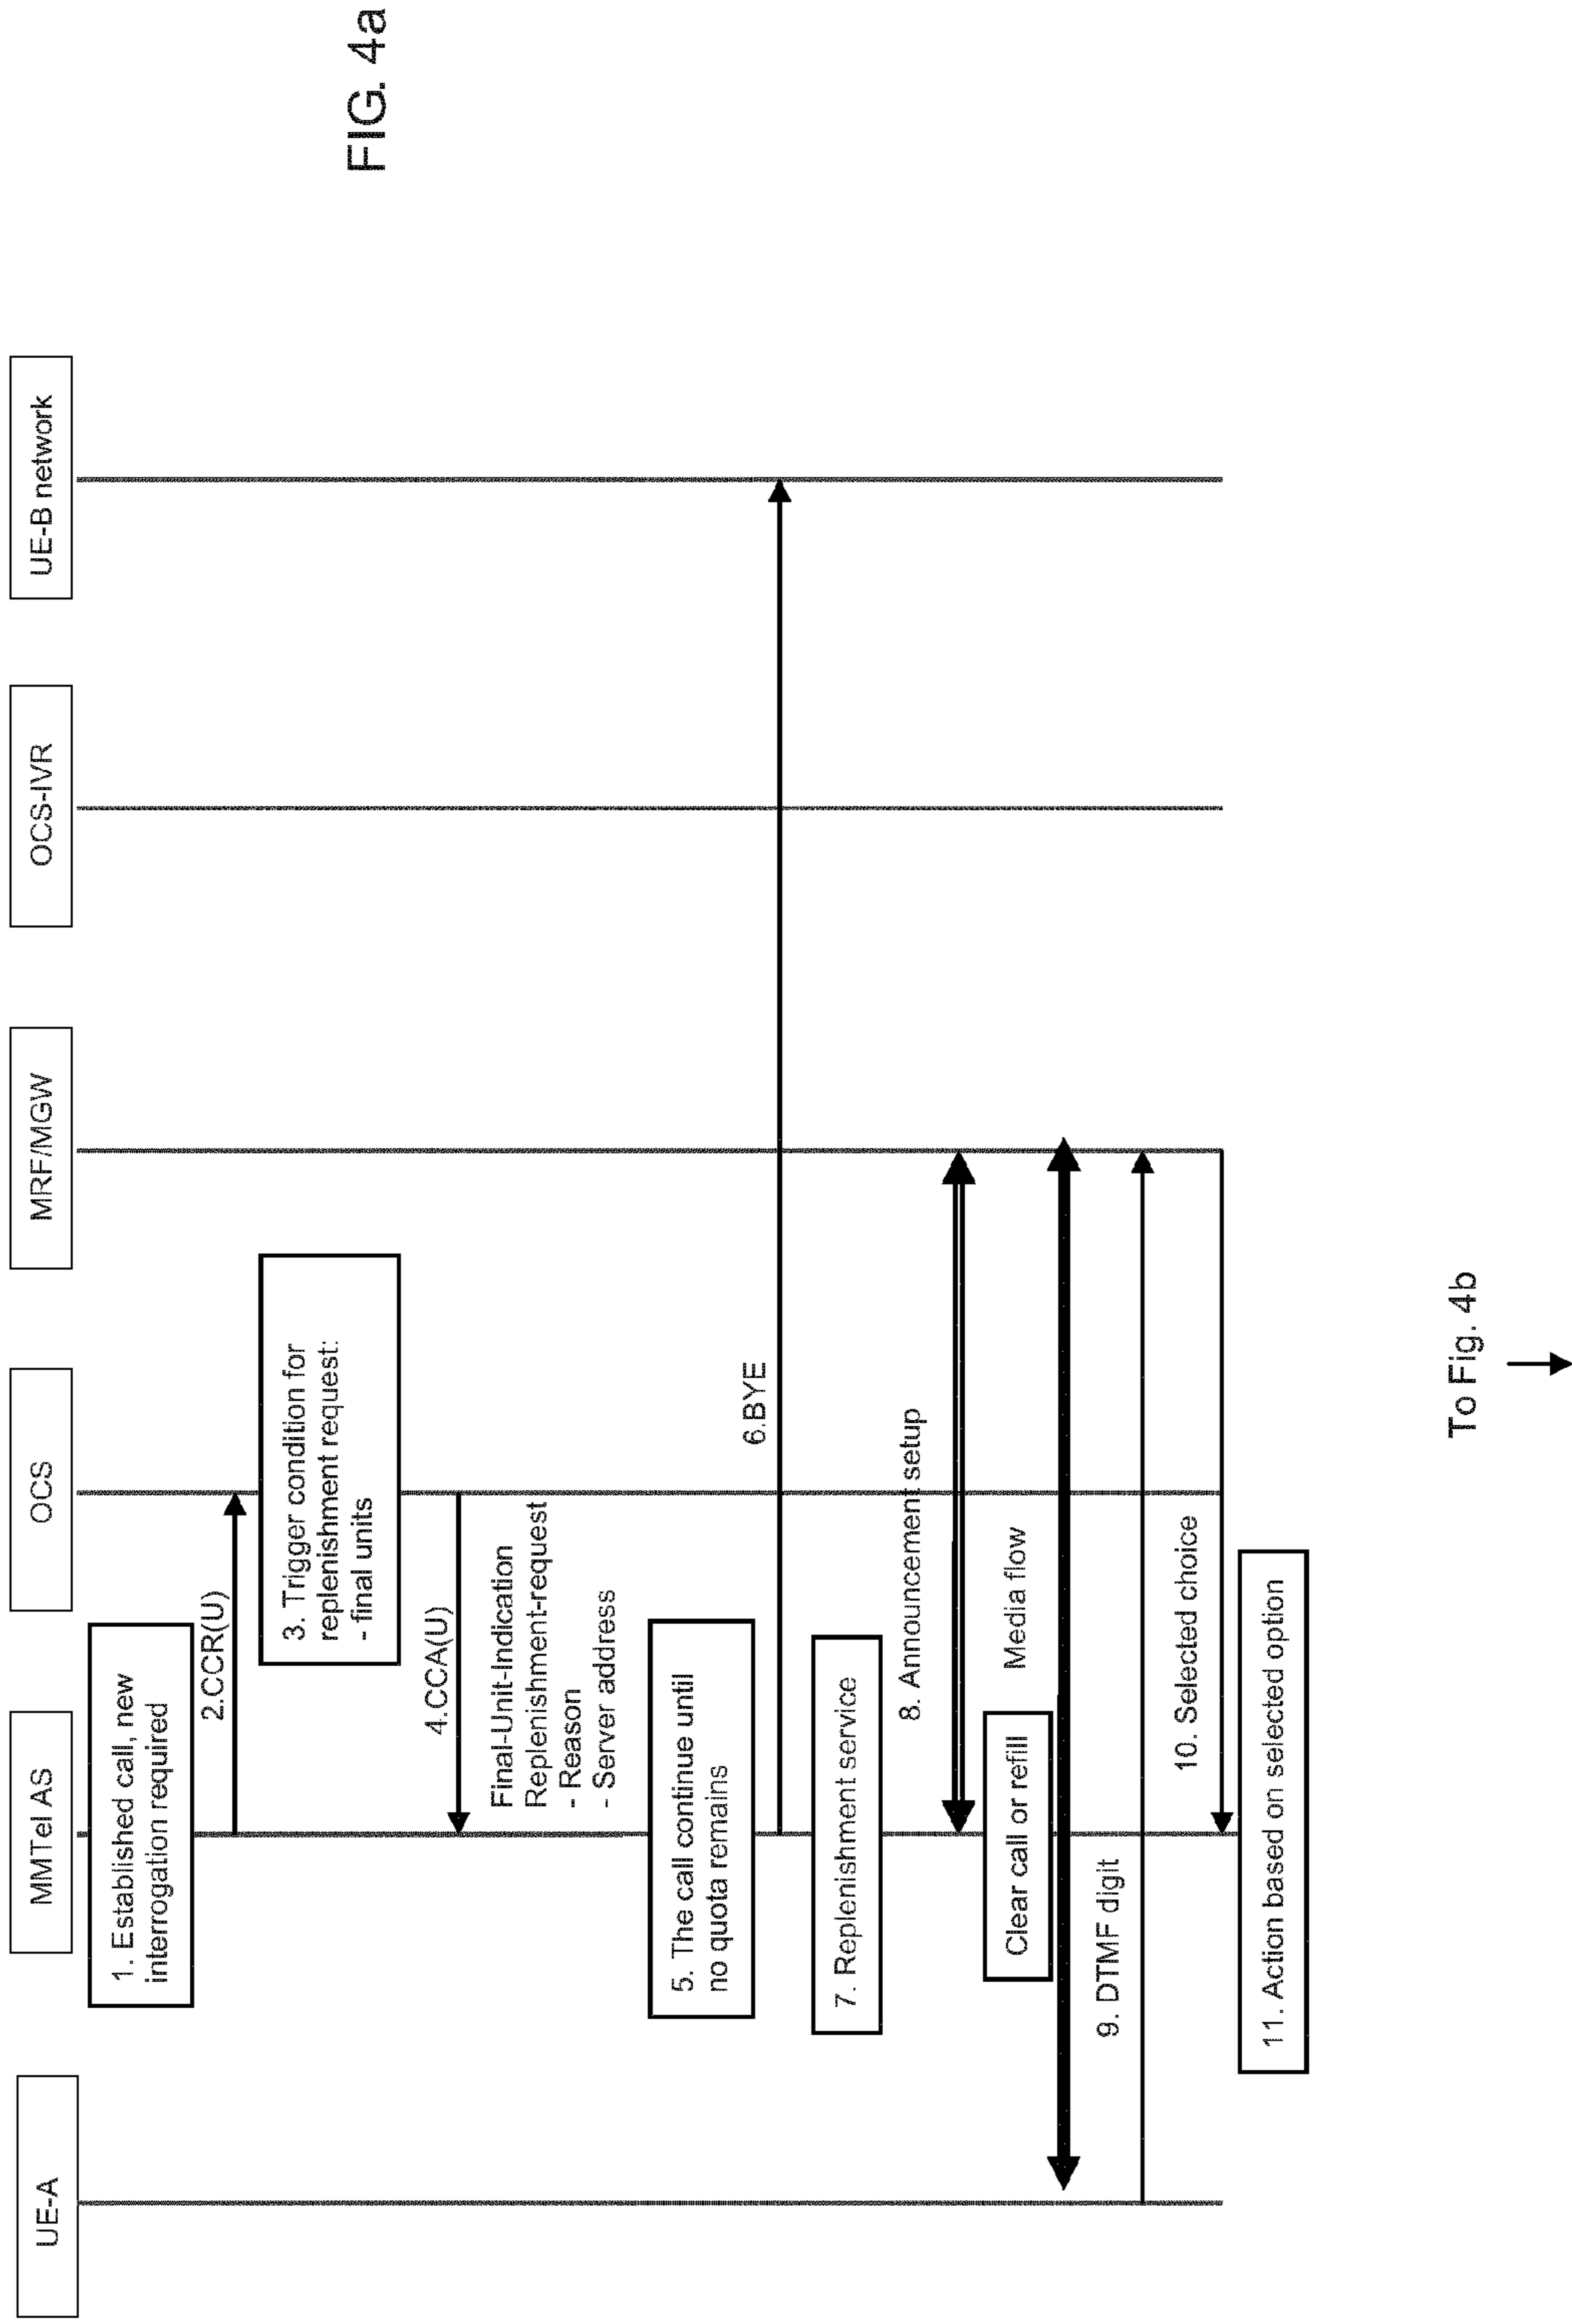 FIG. 4a
UE-A
MMTel AS
OCS
MRF/MGW
OCS-IVR
UE-B network
1. Established call, new
interrogation required
2.CCR(U)
3. Trigger condition for
replenishment request:
- final units
4.CCA(U)
Final-Unit-Indication
Replenishment-request
- Reason
- Server address
5. The call continue until
no quota remains
6.BYE
7. Replenishment service
8. Announcement setup
Clear call or refill
Media flow
9. DTMF digit
10. Selected choice
11. Action based on selected option
To Fig. 4b